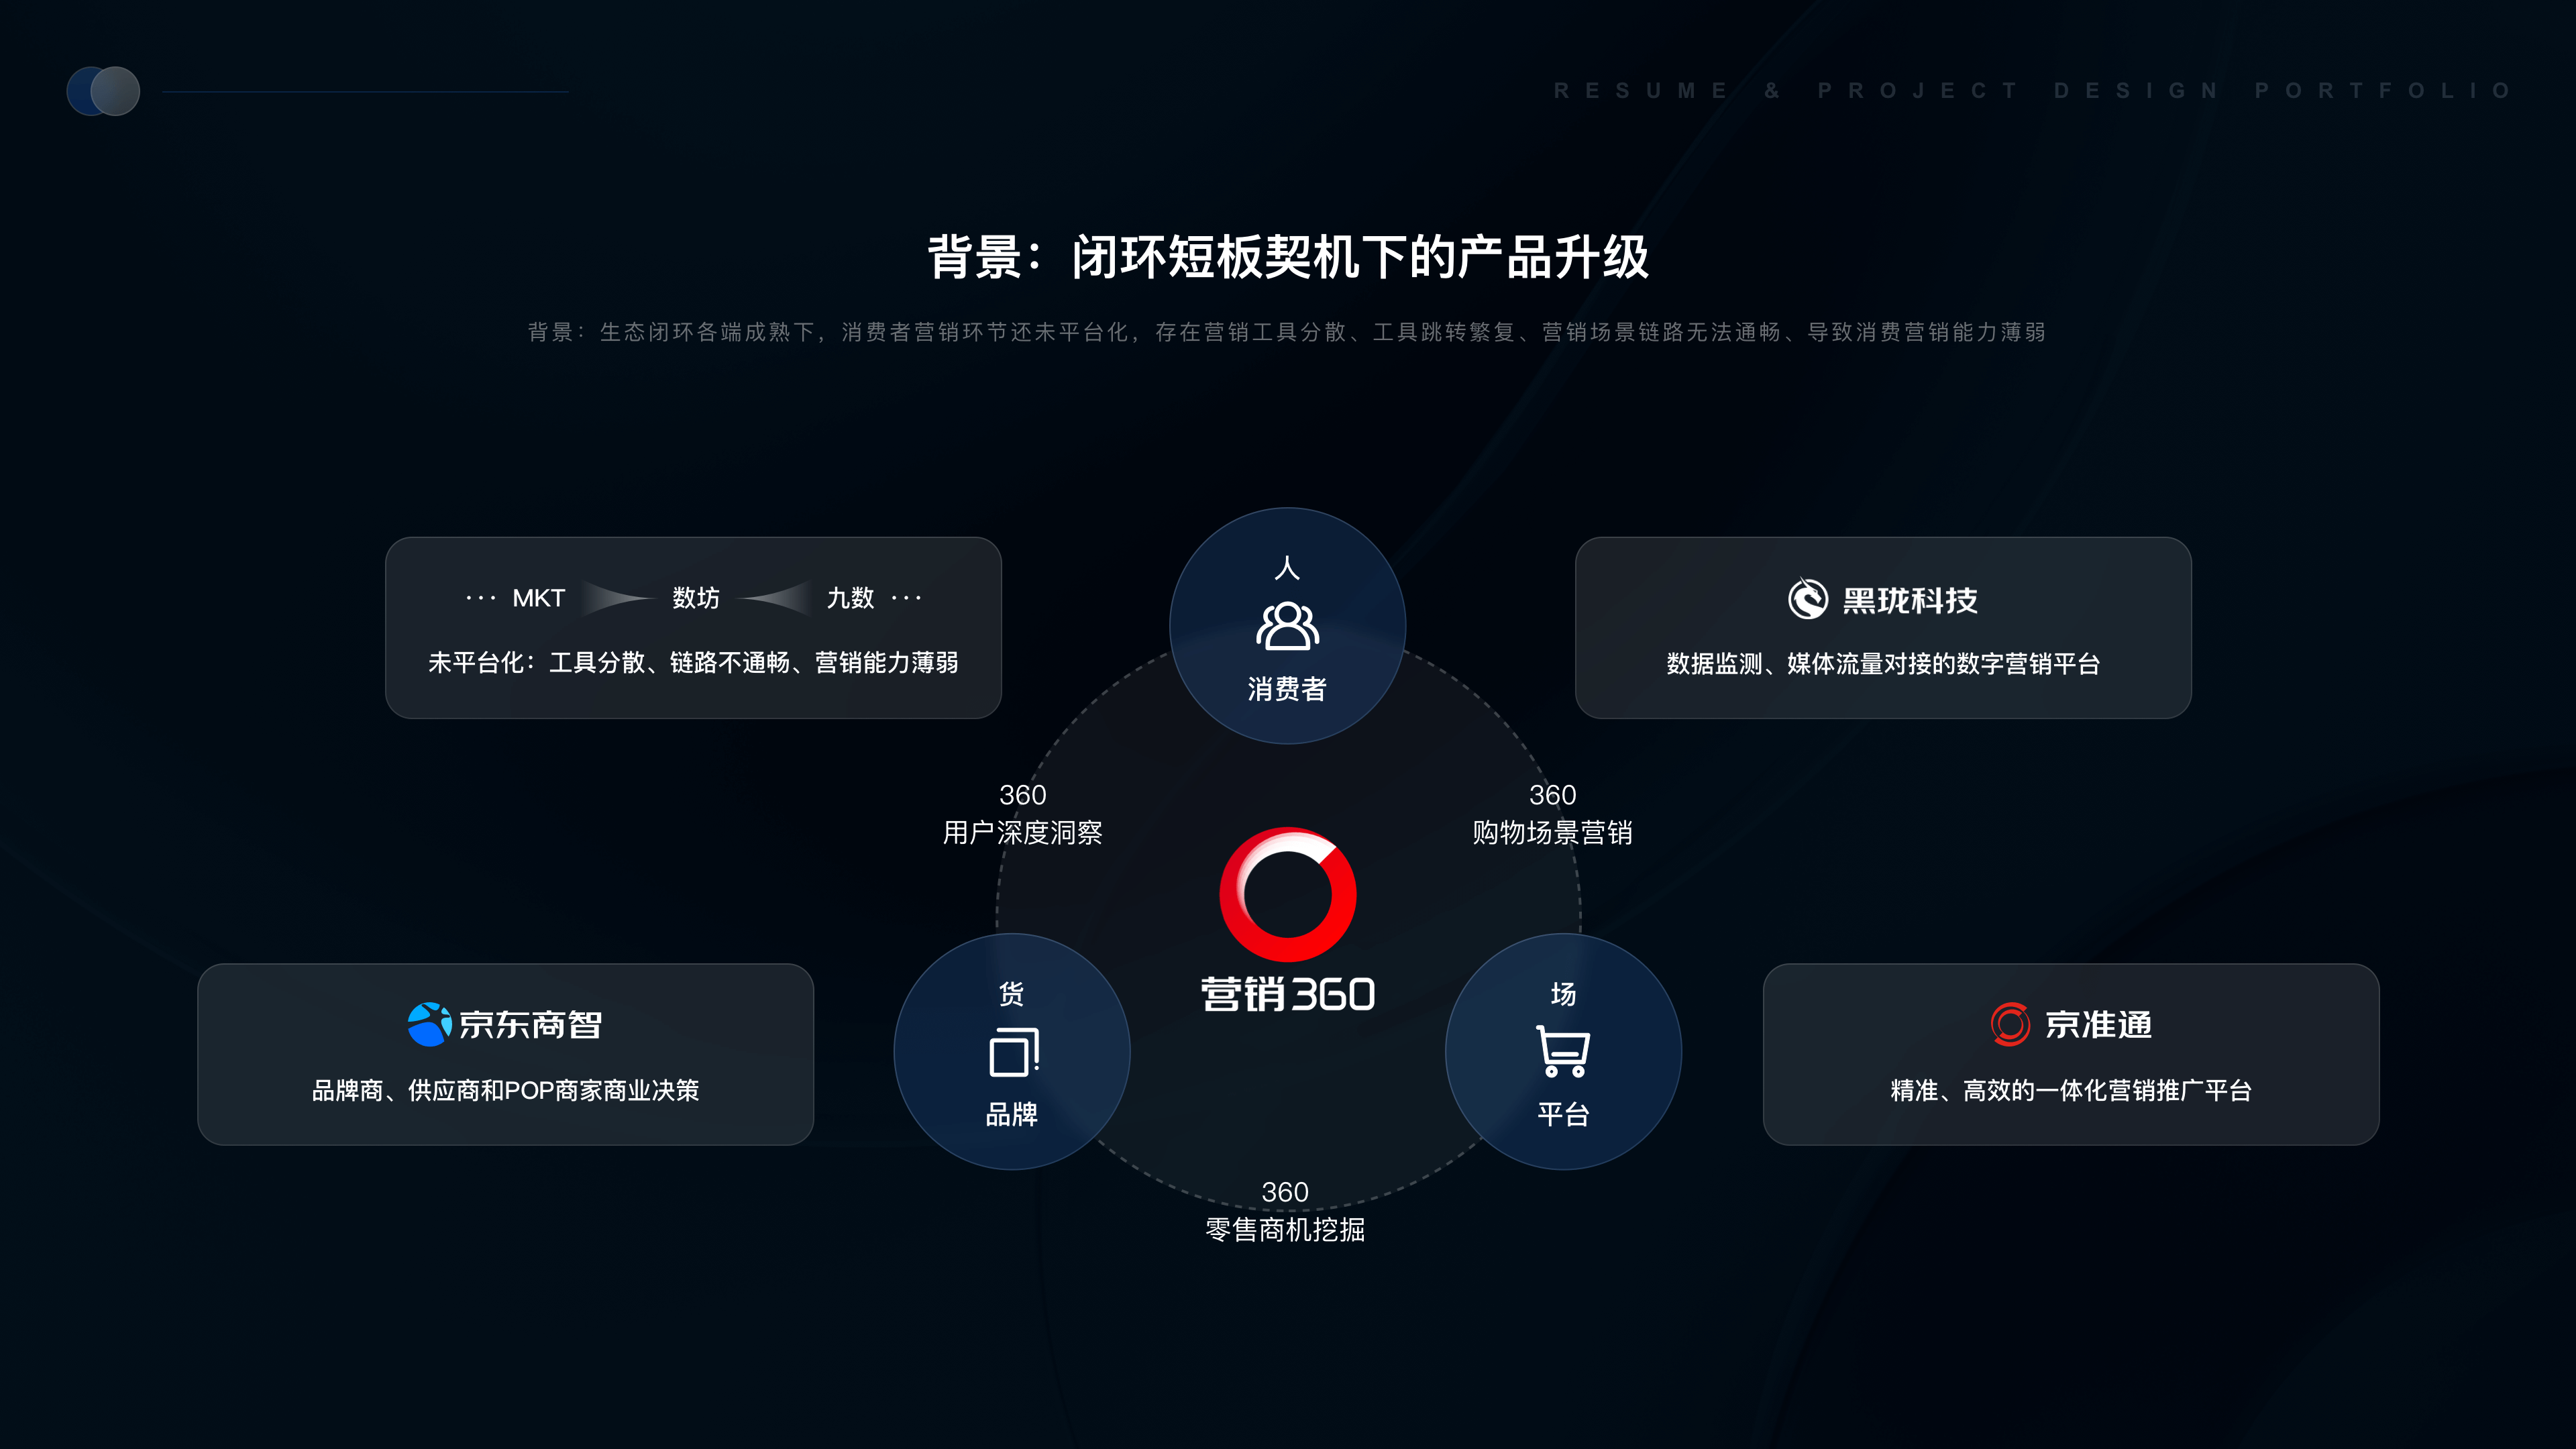 RESUME & PROJECT DESIGN PORTFOLIO
背景：闭环短板契机下的产品升级
背景：生态闭环各端成熟下，消费者营销环节还未平台化，存在营销工具分散、工具跳转繁复、营销场景链路无法通畅、导致消费营销能力薄弱
··· MKT 数坊 九数 ···
未平台化：工具分散、链路不通畅、营销能力薄弱
人
消费者
黑珑科技
数据监测、媒体流量对接的数字营销平台
360
用户深度洞察
360
购物场景营销
营销360
京东商智
品牌商、供应商和POP商家商业决策
货
品牌
场
平台
京准通
精准、高效的一体化营销推广平台
360
零售商机挖掘